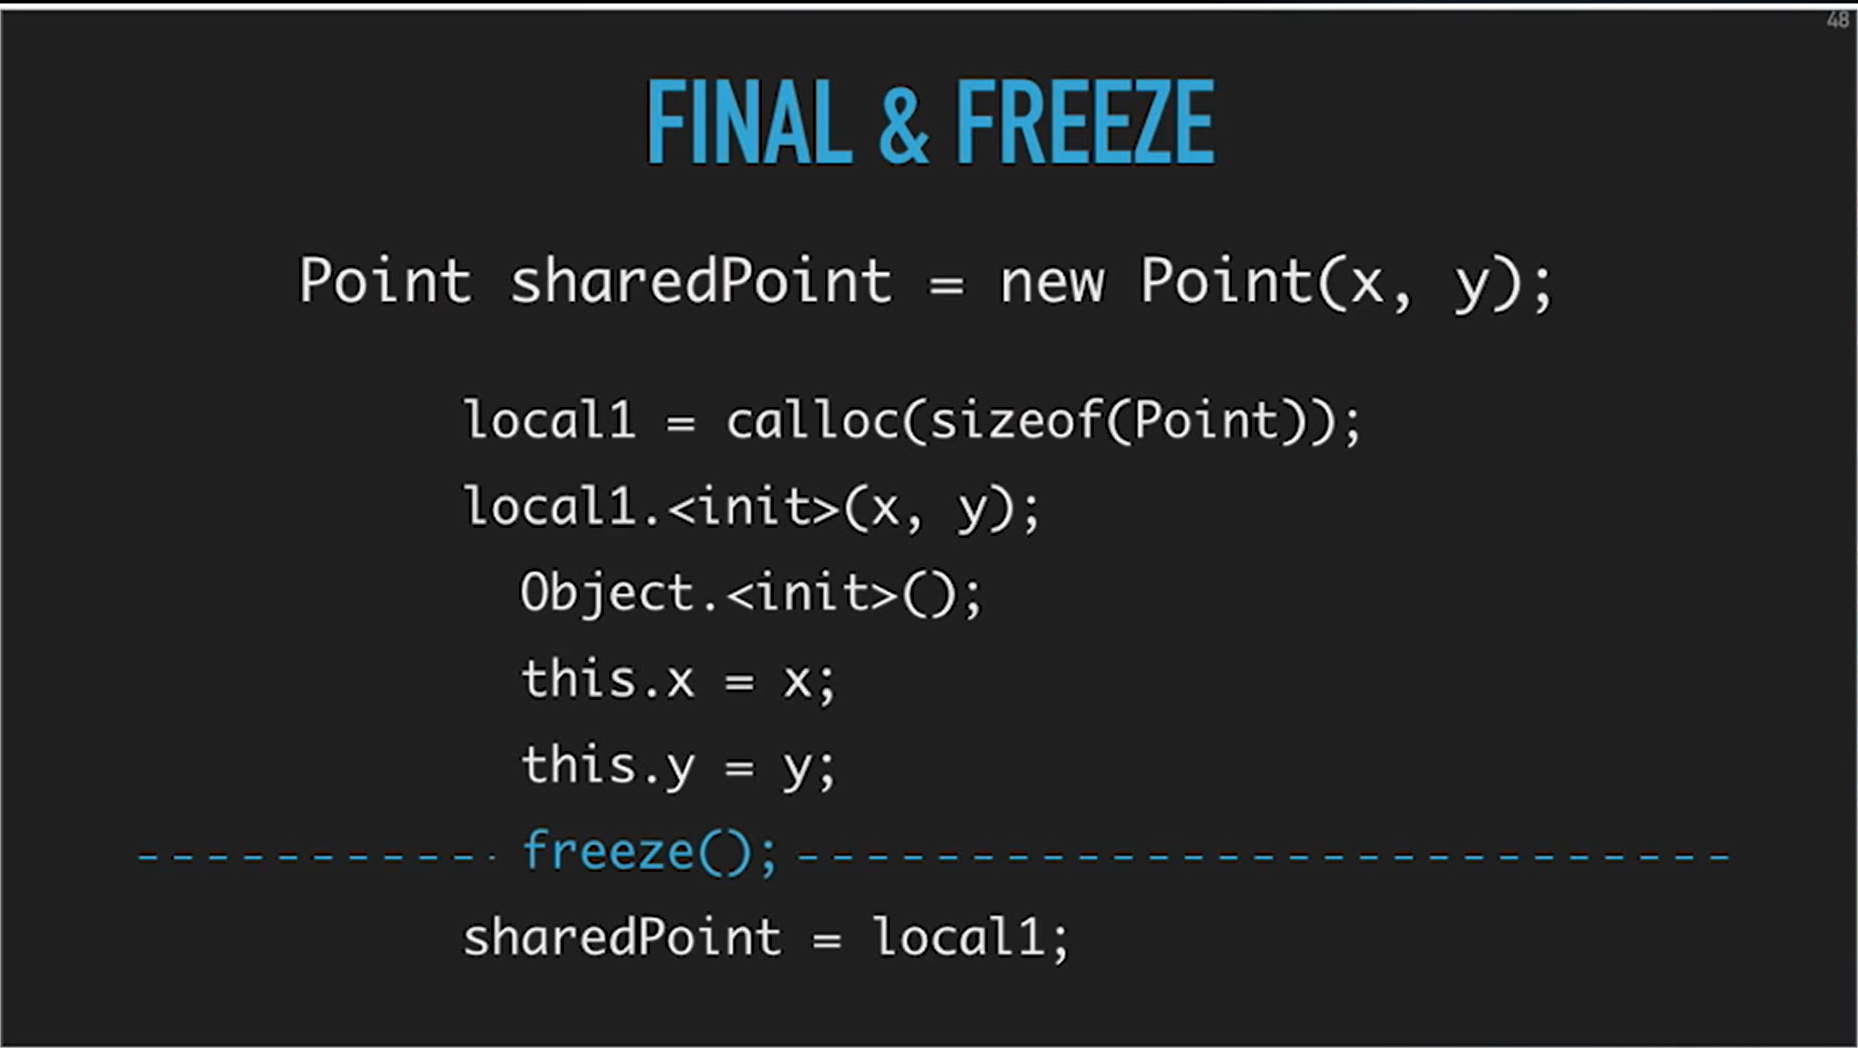 48
FINAL & FREEZE
Point sharedPoint = new Point(x, y);
local1 = calloc(sizeof(Point));
local1.<init>(x, y);
Object.<init>();
this.x = x;
this.y = y;
freeze();
sharedPoint = local1;